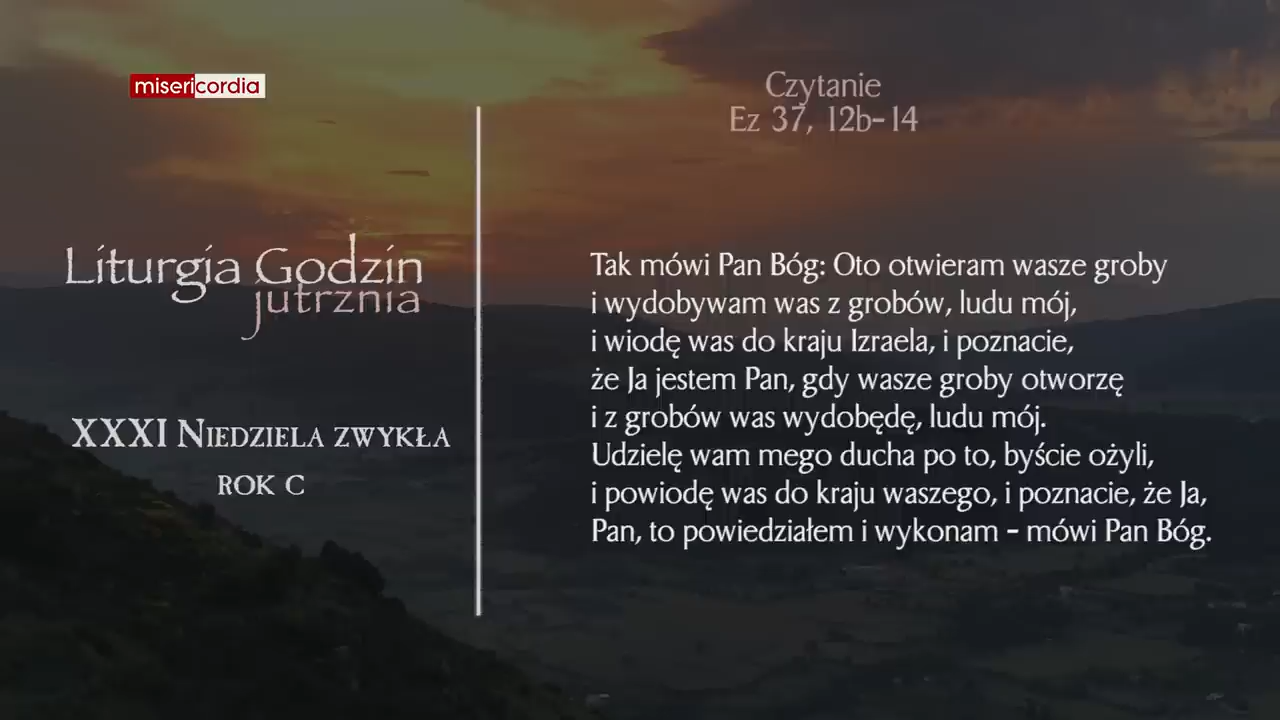 misericordia
Liturgia Godzin
jutrznia
XXXI Niedziela zwykła
rok C
Czytanie
Ez 37, 12b-14
Tak mówi Pan Bóg: Oto otwieram wasze groby
i wydobywam was z grobów, ludu mój,
i wiodę was do kraju Izraela, i poznacie,
że Ja jestem Pan, gdy wasze groby otworzę
i z grobów was wydobędę, ludu mój.
Udzielę wam mego ducha po to, byście ożyli,
i powiodę was do kraju waszego, i poznacie, że Ja,
Pan, to powiedziałem i wykonam – mówi Pan Bóg.